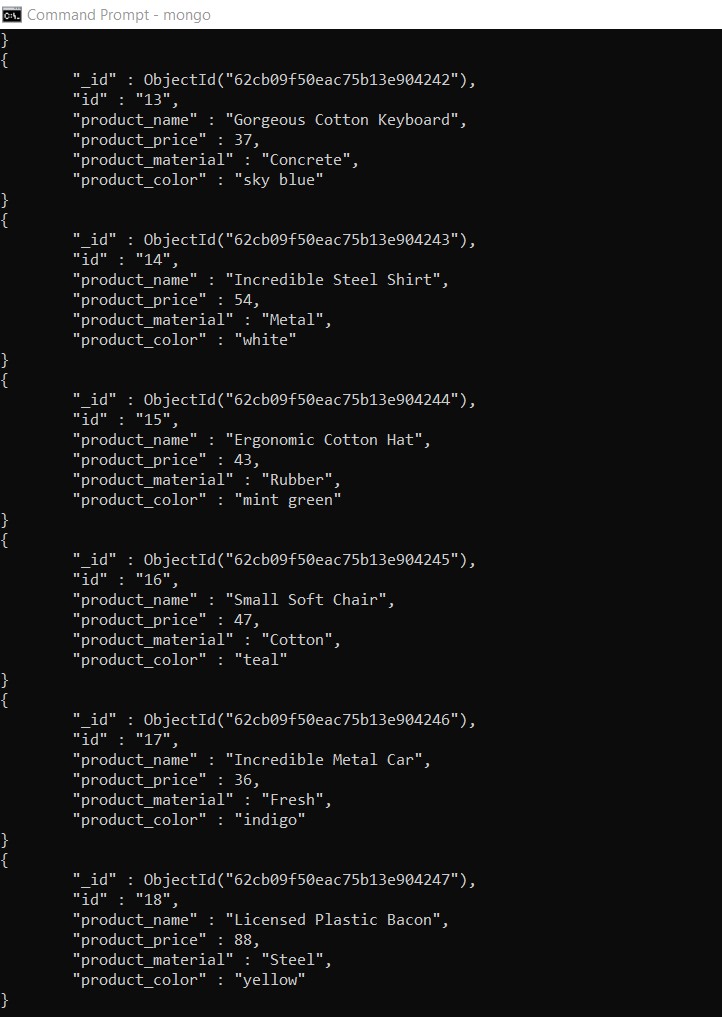 Command Prompt - mongo
}
{
"_id" : ObjectId("62cb09f50eac75b13e904242"),
"id" : "13",
"product_name" : "Gorgeous Cotton Keyboard",
"product_price" : 37,
"product_material" : "Concrete",
"product_color" : "sky blue"
}
{
"_id" : ObjectId("62cb09f50eac75b13e904243"),
"id" : "14",
"product_name" : "Incredible Steel Shirt",
"product_price" : 54,
"product_material" : "Metal",
"product_color" : "white"
}
{
"_id" : ObjectId("62cb09f50eac75b13e904244"),
"id" : "15",
"product_name" : "Ergonomic Cotton Hat",
"product_price" : 43,
"product_material" : "Rubber",
"product_color" : "mint green"
}
{
"_id" : ObjectId("62cb09f50eac75b13e904245"),
"id" : "16",
"product_name" : "Small Soft Chair",
"product_price" : 47,
"product_material" : "Cotton",
"product_color" : "teal"
}
{
"_id" : ObjectId("62cb09f50eac75b13e904246"),
"id" : "17",
"product_name" : "Incredible Metal Car",
"product_price" : 36,
"product_material" : "Fresh",
"product_color" : "indigo"
}
{
"_id" : ObjectId("62cb09f50eac75b13e904247"),
"id" : "18",
"product_name" : "Licensed Plastic Bacon",
"product_price" : 88,
"product_material" : "Steel",
"product_color" : "yellow"
}